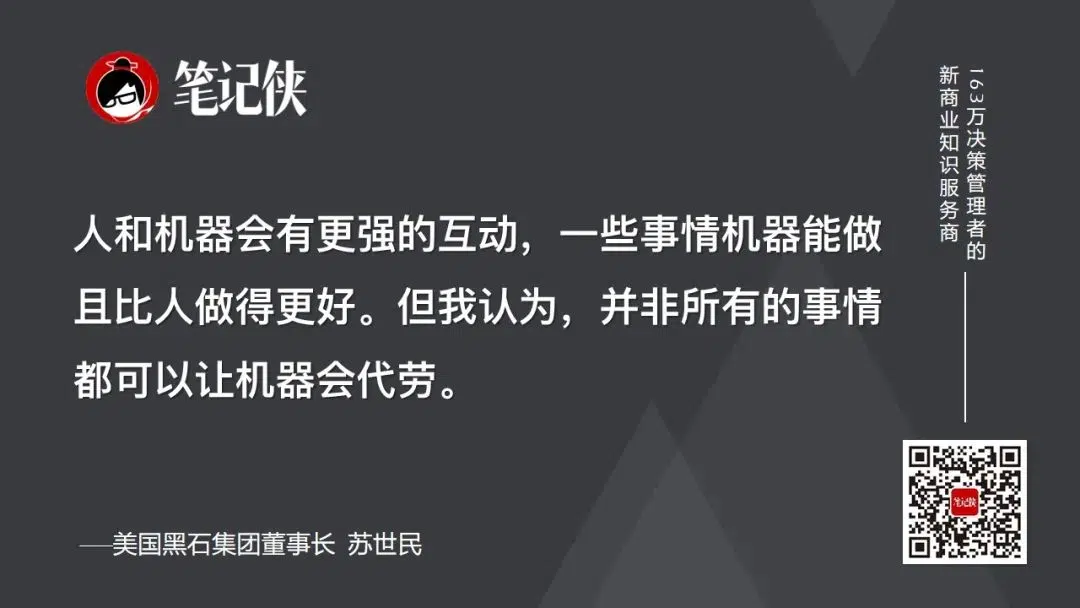 笔记侠
163万决策管理者的
新商业知识服务商
人和机器会有更强的互动，一些事情机器能做
且比人做得更好。但我认为，并非所有的事情
都可以让机器会代劳。
——美国黑石集团董事长 苏世民
笔记侠